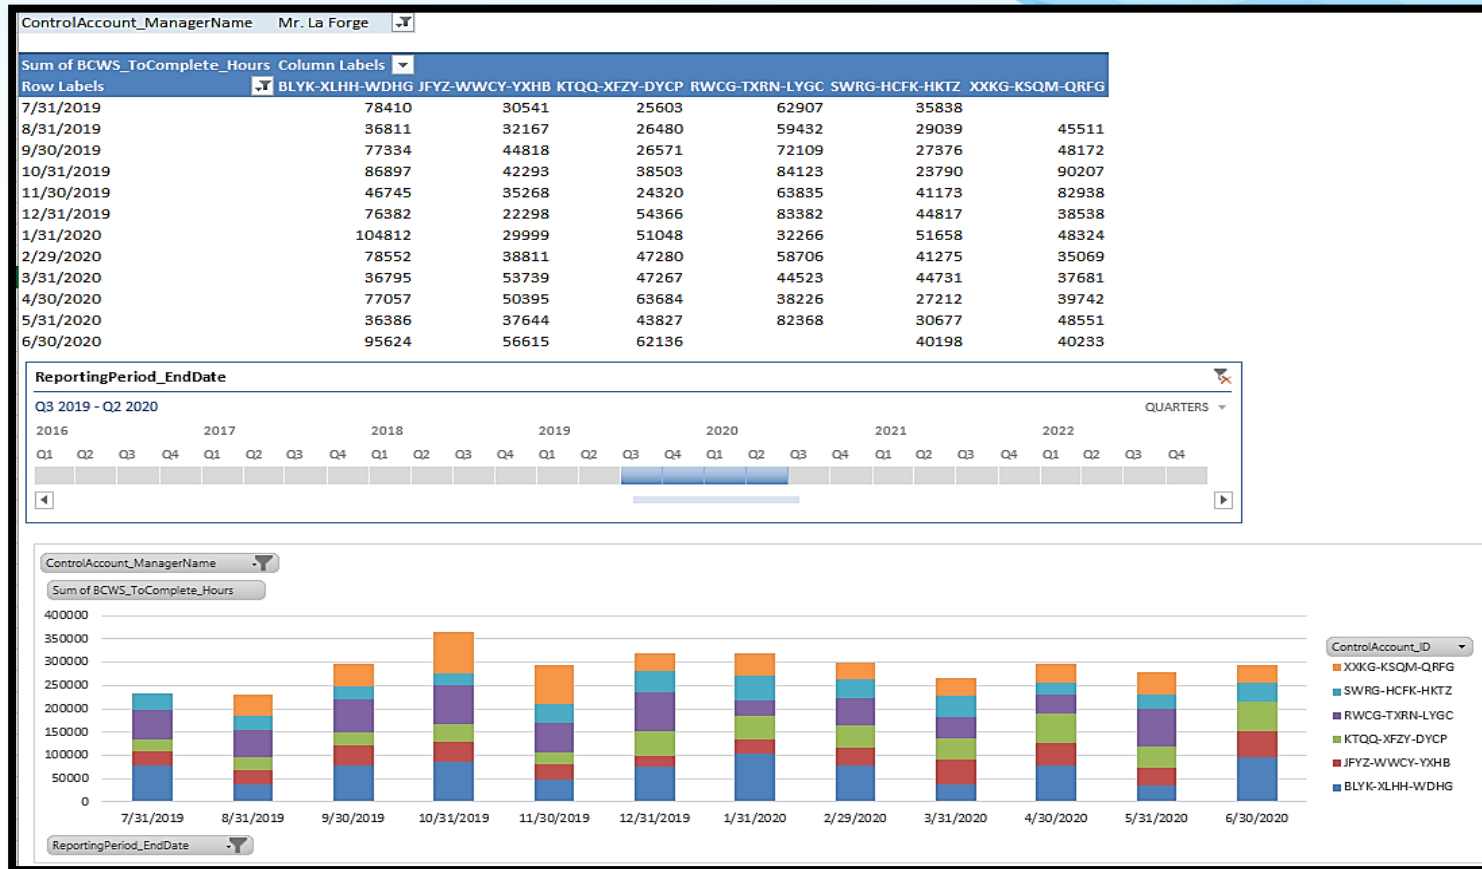 ControlAccount_ManagerName Mr. La Forge
Sum of BCWS_ToComplete_Hours Column Labels
Row Labels BLYK-XLHH-WDHG JFYZ-WWCY-YXHB KTQQ-XFZY-DYCP RWCG-TXRN-LYGC SWRG-HCFK-HKTZ XXKG-KSQM-QRFG
7/31/2019 78410 30541 25603 62907 35838
8/31/2019 36811 32167 26480 59432 29039 45511
9/30/2019 77334 44818 26571 72109 27376 48172
10/31/2019 86897 42293 38503 84123 23790 90207
11/30/2019 46745 35268 24320 63835 41173 82938
12/31/2019 76382 22298 54366 83382 44817 38538
1/31/2020 104812 29999 51048 32266 51658 48324
2/29/2020 78552 38811 47280 58706 41275 35069
3/31/2020 36795 53739 47267 44523 44731 37681
4/30/2020 77057 50395 63684 38226 27212 39742
5/31/2020 36386 37644 43827 82368 30677 48551
6/30/2020 95624 56615 62136 40198 40233
ReportingPeriod_EndDate
Q3 2019 - Q2 2020 QUARTERS
2016 2017 2018 2019 2020 2021 2022
Q1 Q2 Q3 Q4 Q1 Q2 Q3 Q4 Q1 Q2 Q3 Q4 Q1 Q2 Q3 Q4 Q1 Q2 Q3 Q4 Q1 Q2 Q3 Q4 Q1 Q2 Q3 Q4
ControlAccount_ManagerName
Sum of BCWS_ToComplete_Hours
400000
350000
300000
250000
200000
150000
100000
50000
0
7/31/2019 8/31/2019 9/30/2019 10/31/2019 11/30/2019 12/31/2019 1/31/2020 2/29/2020 3/31/2020 4/30/2020 5/31/2020 6/30/2020
ControlAccount_ID
XXKG-KSQM-QRFG
SWRG-HCFK-HKTZ
RWCG-TXRN-LYGC
KTQQ-XFZY-DYCP
JFYZ-WWCY-YXHB
BLYK-XLHH-WDHG
ReportingPeriod_EndDate